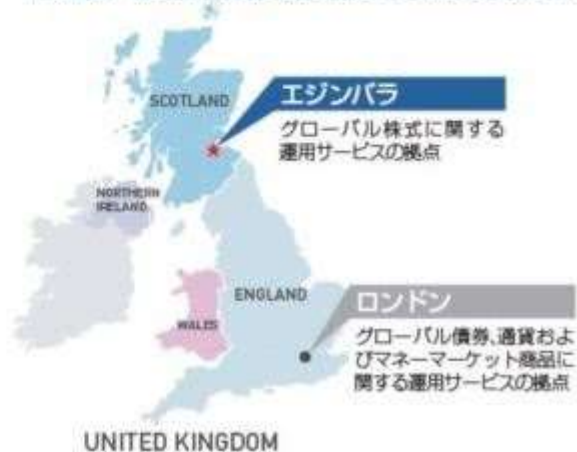 SCOTLAND
エジンバラ
グローバル株式に関する
運用サービスの拠点
NORTHERN
IRELAND
ENGLAND
ロンドン
WALES
グローバル債券、通貨およ
びマネーマーケット商品に
関する運用サービスの拠点
UNITED KINGDOM